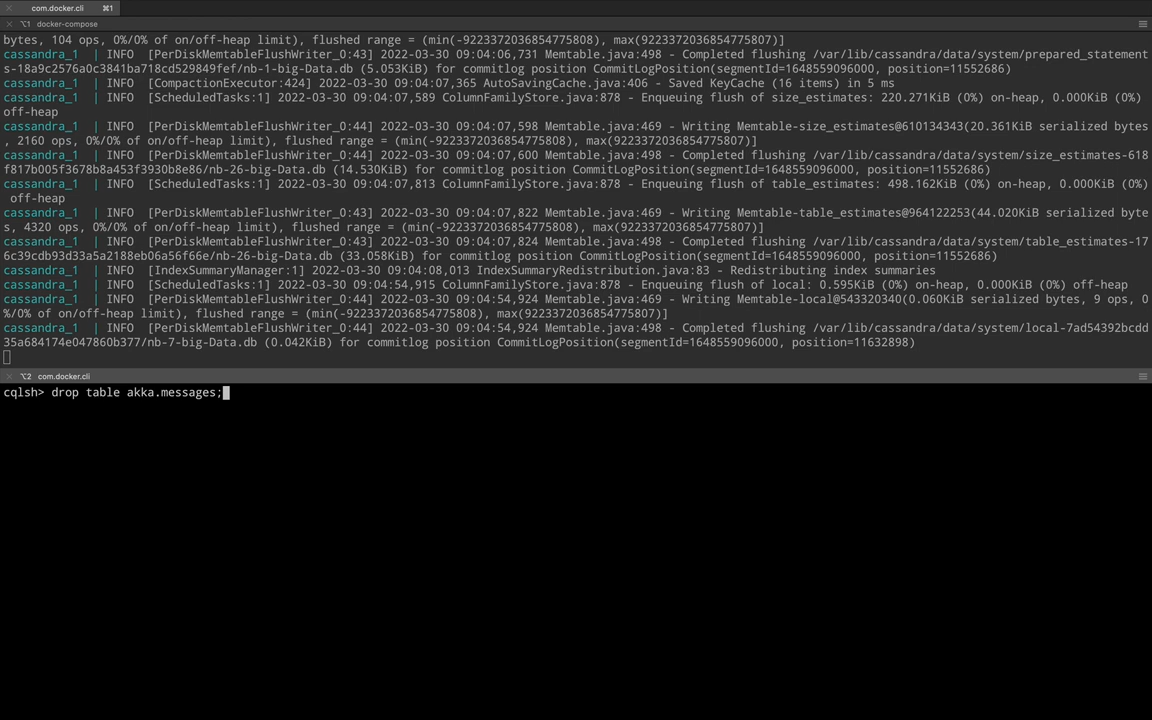 com.docker.cli ⌘1
⌥1 docker-compose
bytes, 104 ops, 0%/0% of on/off-heap limit), flushed range = (min(-9223372036854775808), max(9223372036854775807)]
cassandra_1  | INFO  [PerDiskMemtableFlushWriter_0:43] 2022-03-30 09:04:06,731 Memtable.java:498 - Completed flushing /var/lib/cassandra/data/system/prepared_statement
s-18a9c2576a0c3841ba718cd529849fef/nb-1-big-Data.db (5.053KiB) for commitlog position CommitLogPosition(segmentId=1648559096000, position=11552686)
cassandra_1  | INFO  [CompactionExecutor:424] 2022-03-30 09:04:07,365 AutoSavingCache.java:406 - Saved KeyCache (16 items) in 5 ms
cassandra_1  | INFO  [ScheduledTasks:1] 2022-03-30 09:04:07,589 ColumnFamilyStore.java:878 - Enqueuing flush of size_estimates: 220.271KiB (0%) on-heap, 0.000KiB (0%)
off-heap
cassandra_1  | INFO  [PerDiskMemtableFlushWriter_0:44] 2022-03-30 09:04:07,598 Memtable.java:469 - Writing Memtable-size_estimates@610134343(20.361KiB serialized bytes
, 2160 ops, 0%/0% of on/off-heap limit), flushed range = (min(-9223372036854775808), max(9223372036854775807)]
cassandra_1  | INFO  [PerDiskMemtableFlushWriter_0:44] 2022-03-30 09:04:07,600 Memtable.java:498 - Completed flushing /var/lib/cassandra/data/system/size_estimates-618
f817b005f3678b8a453f3930b8e86/nb-26-big-Data.db (14.530KiB) for commitlog position CommitLogPosition(segmentId=1648559096000, position=11552686)
cassandra_1  | INFO  [ScheduledTasks:1] 2022-03-30 09:04:07,813 ColumnFamilyStore.java:878 - Enqueuing flush of table_estimates: 498.162KiB (0%) on-heap, 0.000KiB (0%)
off-heap
cassandra_1  | INFO  [PerDiskMemtableFlushWriter_0:43] 2022-03-30 09:04:07,822 Memtable.java:469 - Writing Memtable-table_estimates@964122253(44.020KiB serialized byte
s, 4320 ops, 0%/0% of on/off-heap limit), flushed range = (min(-9223372036854775808), max(9223372036854775807)]
cassandra_1  | INFO  [PerDiskMemtableFlushWriter_0:43] 2022-03-30 09:04:07,824 Memtable.java:498 - Completed flushing /var/lib/cassandra/data/system/table_estimates-17
6c39cdb93d33a5a2188eb06a56f66e/nb-26-big-Data.db (33.058KiB) for commitlog position CommitLogPosition(segmentId=1648559096000, position=11552686)
cassandra_1  | INFO  [IndexSummaryManager:1] 2022-03-30 09:04:08,013 IndexSummaryRedistribution.java:83 - Redistributing index summaries
cassandra_1  | INFO  [ScheduledTasks:1] 2022-03-30 09:04:54,915 ColumnFamilyStore.java:878 - Enqueuing flush of local: 0.595KiB (0%) on-heap, 0.000KiB (0%) off-heap
cassandra_1  | INFO  [PerDiskMemtableFlushWriter_0:44] 2022-03-30 09:04:54,924 Memtable.java:469 - Writing Memtable-local@543320340(0.060KiB serialized bytes, 9 ops, 0
%/0% of on/off-heap limit), flushed range = (min(-9223372036854775808), max(9223372036854775807)]
cassandra_1  | INFO  [PerDiskMemtableFlushWriter_0:44] 2022-03-30 09:04:54,924 Memtable.java:498 - Completed flushing /var/lib/cassandra/data/system/local-7ad54392bcdd
35a684174e047860b377/nb-7-big-Data.db (0.042KiB) for commitlog position CommitLogPosition(segmentId=1648559096000, position=11632898)
⌥2 com.docker.cli
cqlsh> drop table akka.messages;